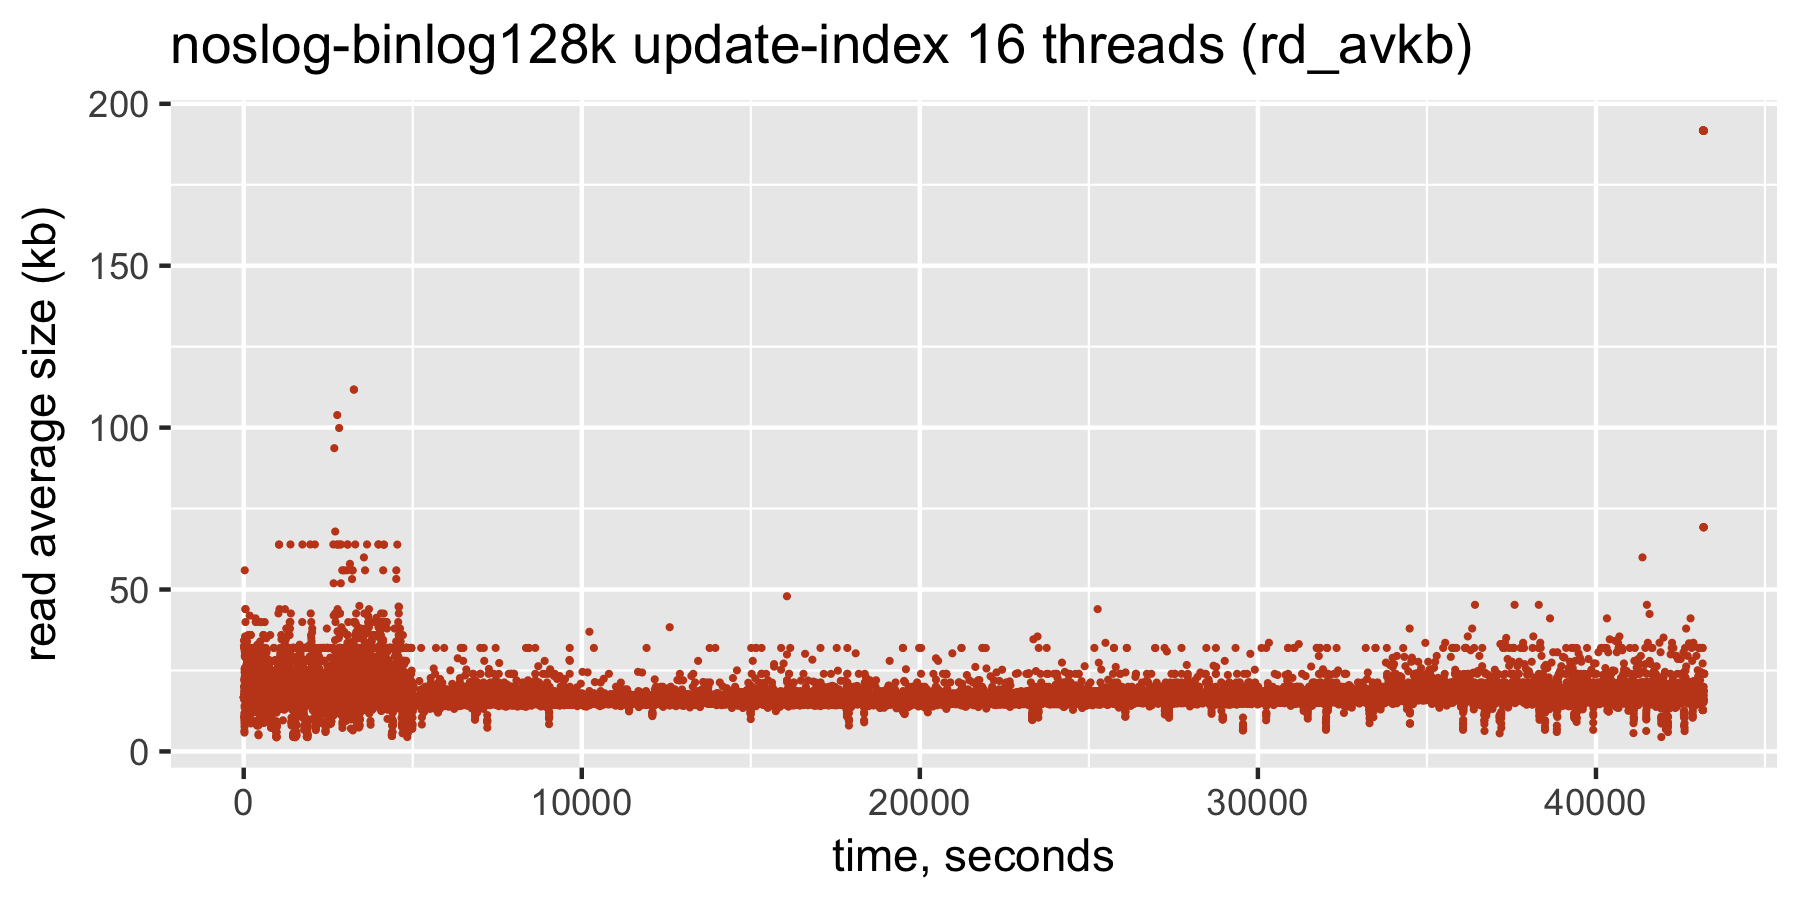 noslog-binlog128k update-index 16 threads (rd_avkb)
read average size (kb)
200
150
100
50
0
0 10000 20000 30000 40000
time, seconds